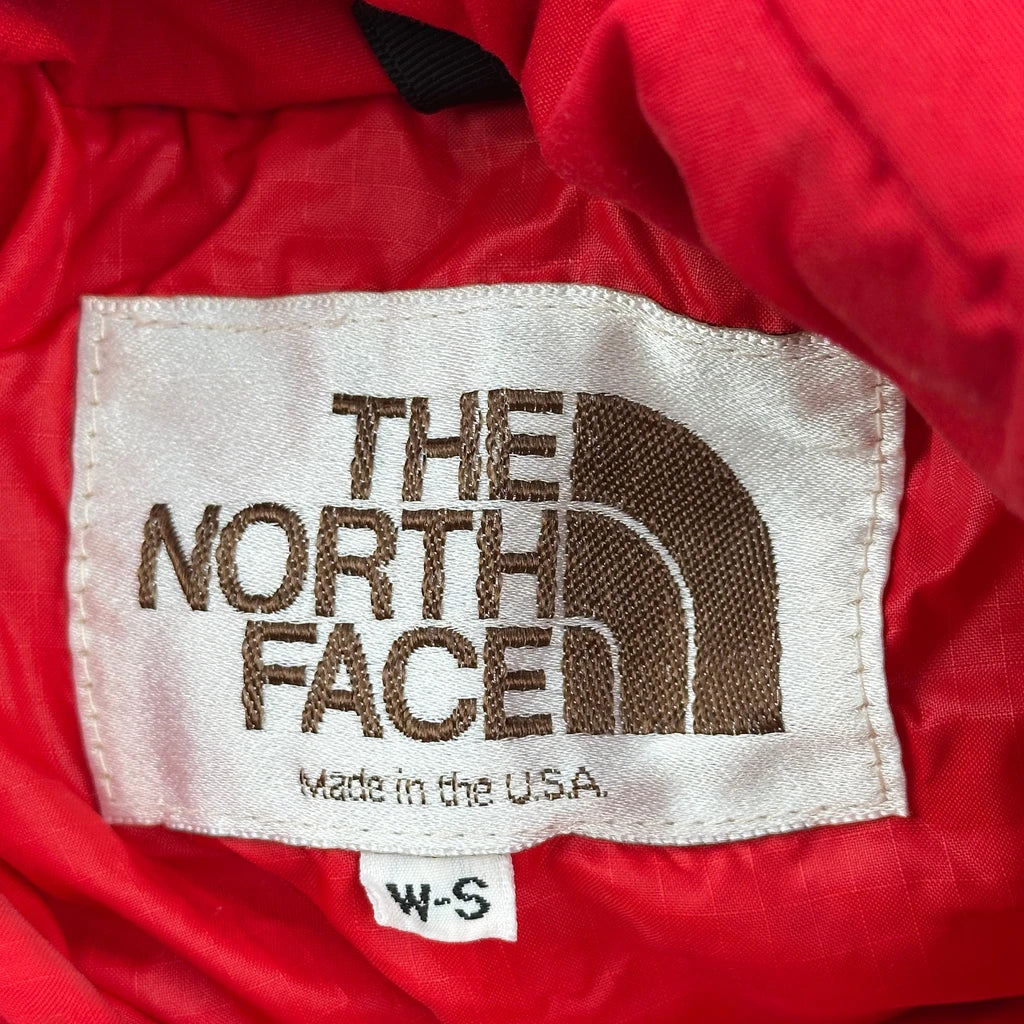 THE
NORTH
FACE
Made in the U.S.A.
W-S